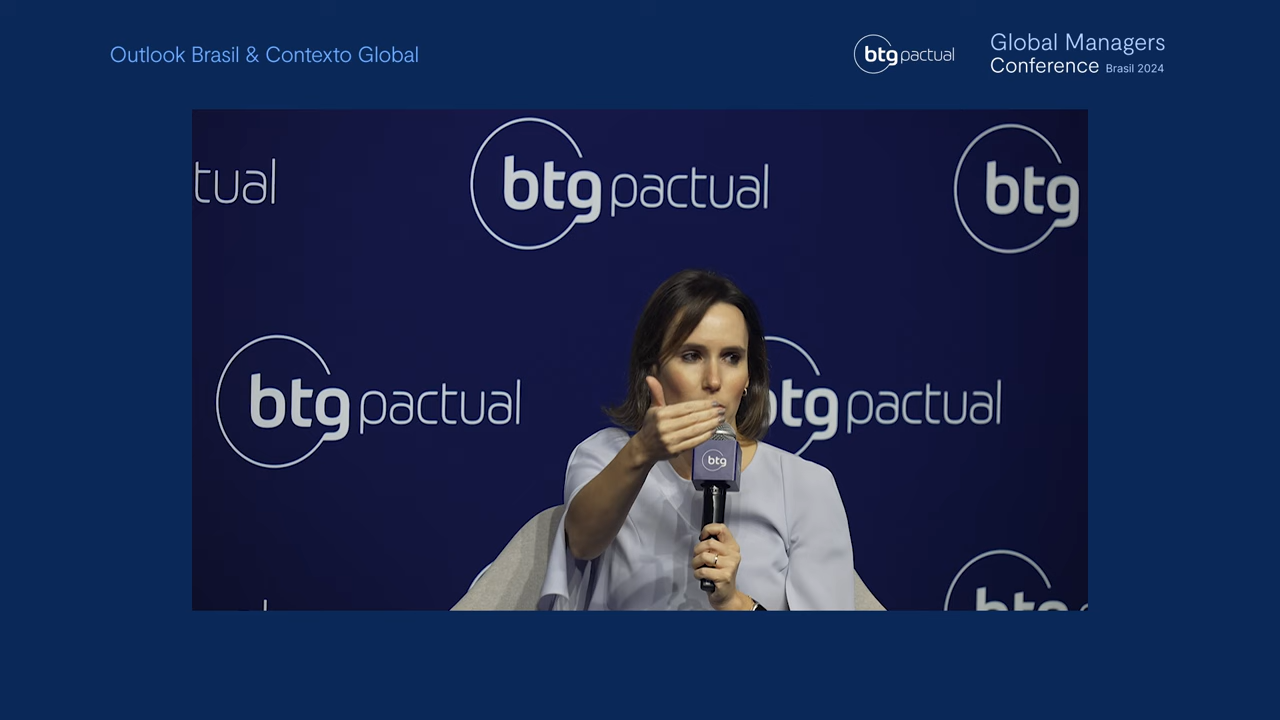 Outlook Brasil & Contexto Global
btg pactual
Global Managers
Conference Brasil 2024
tual
btg pactual
btg
btg pactual
btg pactual
btg
btg